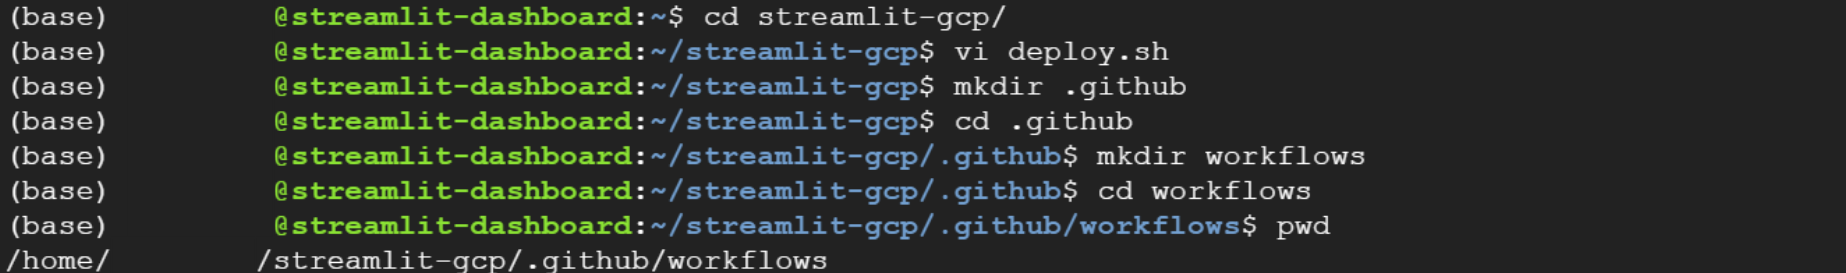 (base) @streamlit-dashboard:~$ cd streamlit-gcp/
(base) @streamlit-dashboard:~/streamlit-gcp$ vi deploy.sh
(base) @streamlit-dashboard:~/streamlit-gcp$ mkdir .github
(base) @streamlit-dashboard:~/streamlit-gcp$ cd .github
(base) @streamlit-dashboard:~/streamlit-gcp/.github$ mkdir workflows
(base) @streamlit-dashboard:~/streamlit-gcp/.github$ cd workflows
(base) @streamlit-dashboard:~/streamlit-gcp/.github/workflows$ pwd
/home/ /streamlit-gcp/.github/workflows